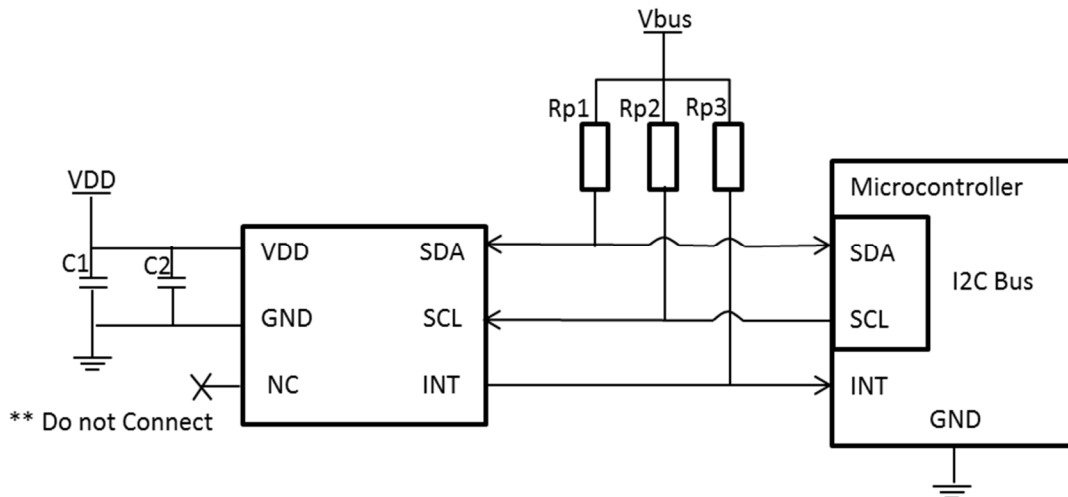 Vbus
Rp1 Rp2 Rp3
VDD
C1 C2
VDD SDA
GND SCL
NC INT
** Do not Connect
Microcontroller
SDA
I2C Bus
SCL
INT
GND